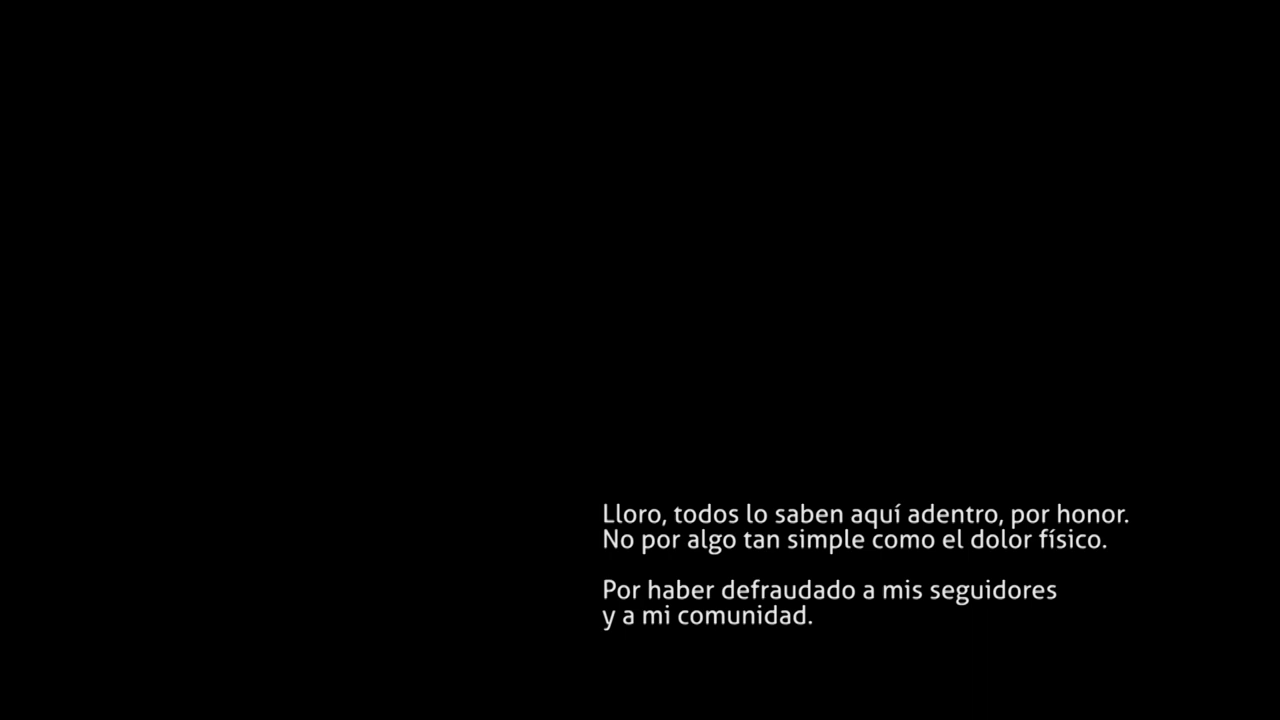 Lloro, todos lo saben aquí adentro, por honor.
No por algo tan simple como el dolor físico.
Por haber defraudado a mis seguidores
y a mi comunidad.